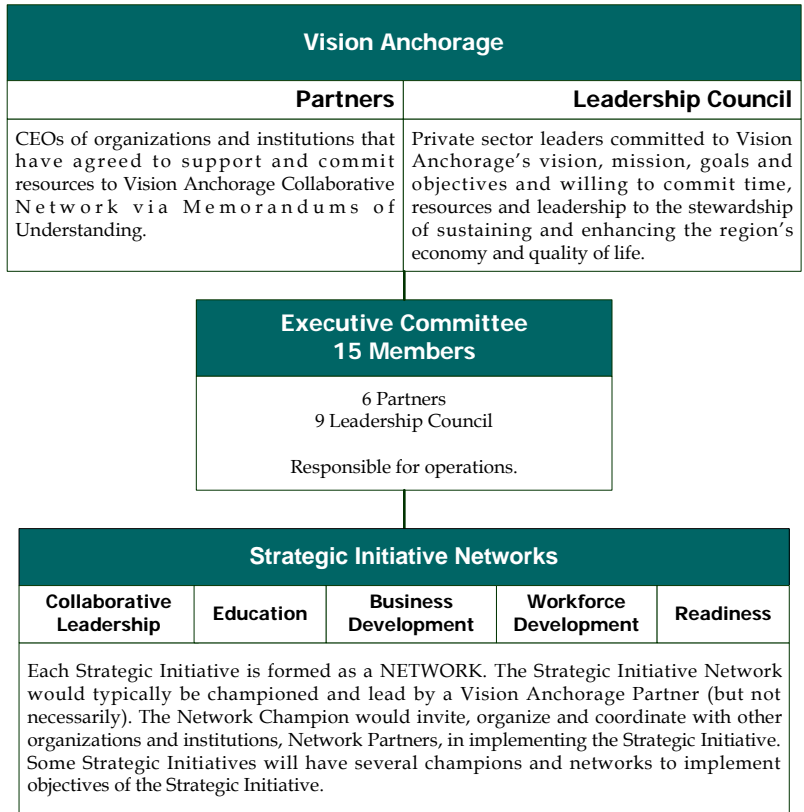 Vision Anchorage
Partners
CEOs of organizations and institutions that
have agreed to support and commit
resources to Vision Anchorage Collaborative
Network via Memorandums of
Understanding.
Leadership Council
Private sector leaders committed to Vision
Anchorage's vision, mission, goals and
objectives and willing to commit time,
resources and leadership to the stewardship
of sustaining and enhancing the region's
economy and quality of life.
Executive Committee
15 Members
6 Partners
9 Leadership Council
Responsible for operations.
Strategic Initiative Networks
Collaborative
Leadership
Education
Business
Development
Workforce
Development
Readiness
Each Strategic Initiative is formed as a NETWORK. The Strategic Initiative Network
would typically be championed and lead by a Vision Anchorage Partner (but not
necessarily). The Network Champion would invite, organize and coordinate with other
organizations and institutions, Network Partners, in implementing the Strategic Initiative.
Some Strategic Initiatives will have several champions and networks to implement
objectives of the Strategic Initiative.